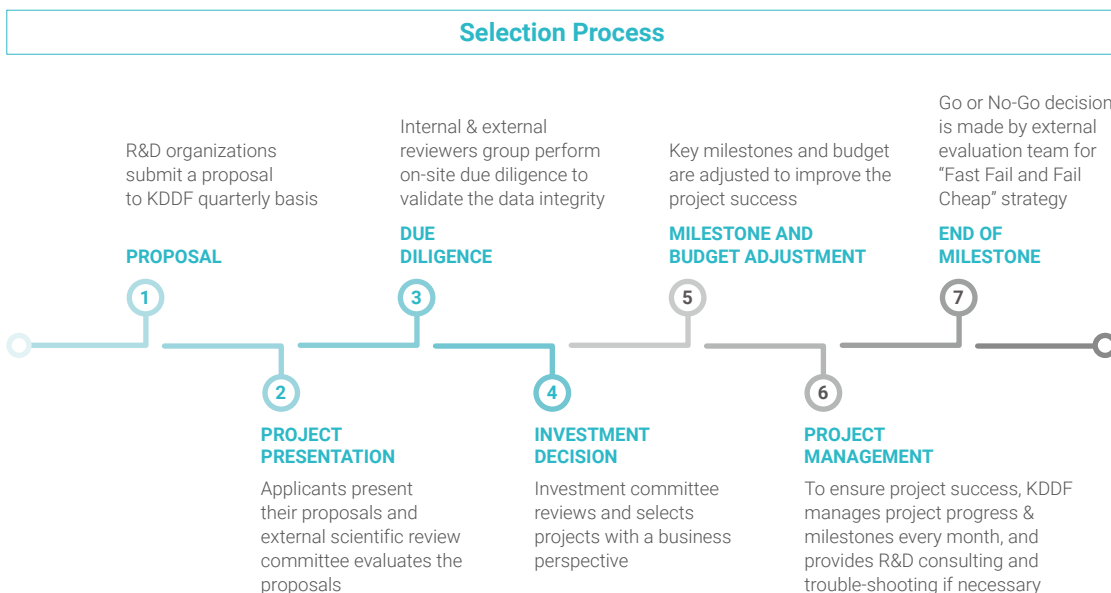 Selection Process
R&D organizations
submit a proposal
to KDDF quarterly basis
PROPOSAL
1
2
PROJECT
PRESENTATION
Applicants present
their proposals and
external scientific review
committee evaluates the
proposals
Internal & external
reviewers group perform
on-site due diligence to
validate the data integrity
DUE
DILIGENCE
3
4
INVESTMENT
DECISION
Investment committee
reviews and selects
projects with a business
perspective
Key milestones and budget
are adjusted to improve the
project success
MILESTONE AND
BUDGET ADJUSTMENT
5
6
PROJECT
MANAGEMENT
To ensure project success, KDDF
manages project progress &
milestones every month, and
provides R&D consulting and
trouble-shooting if necessary
Go or No-Go decision
is made by external
evaluation team for
“Fast Fail and Fail
Cheap” strategy
END OF
MILESTONE
7